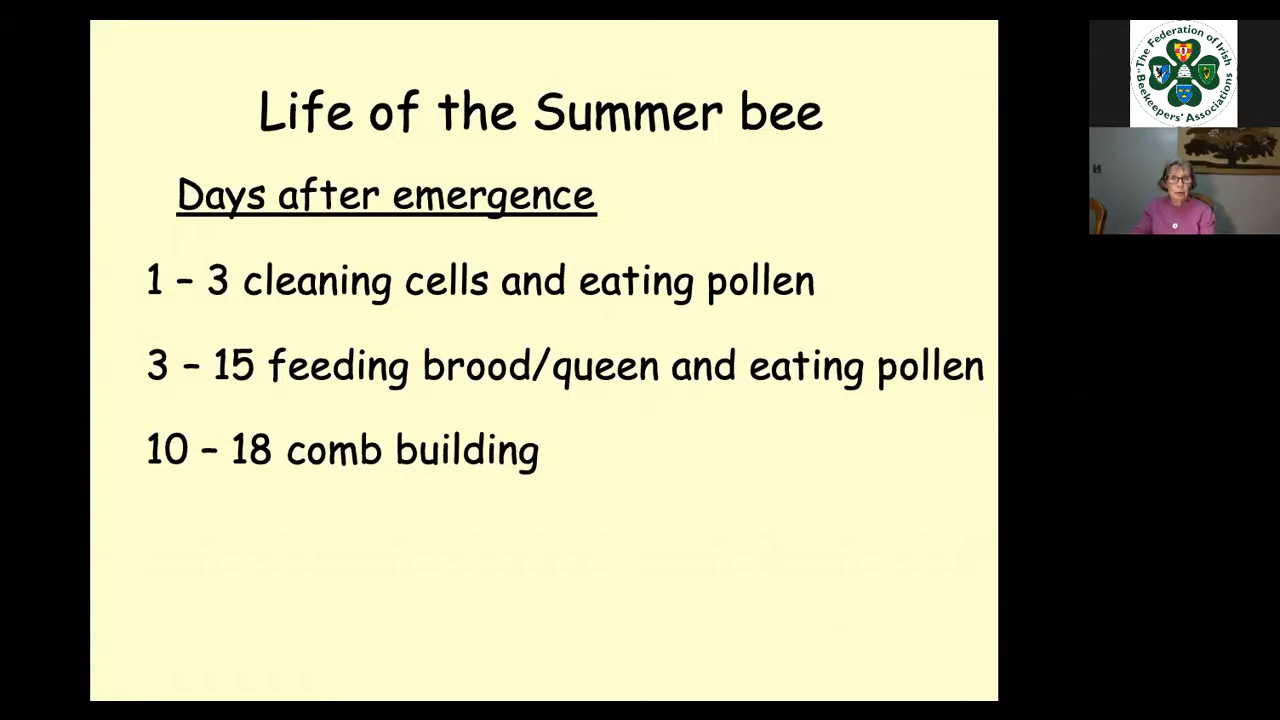 Life of the Summer bee
Days after emergence
1 – 3 cleaning cells and eating pollen
3 – 15 feeding brood/queen and eating pollen
10 – 18 comb building
"The Federation of Irish
Beekeepers' Associations"